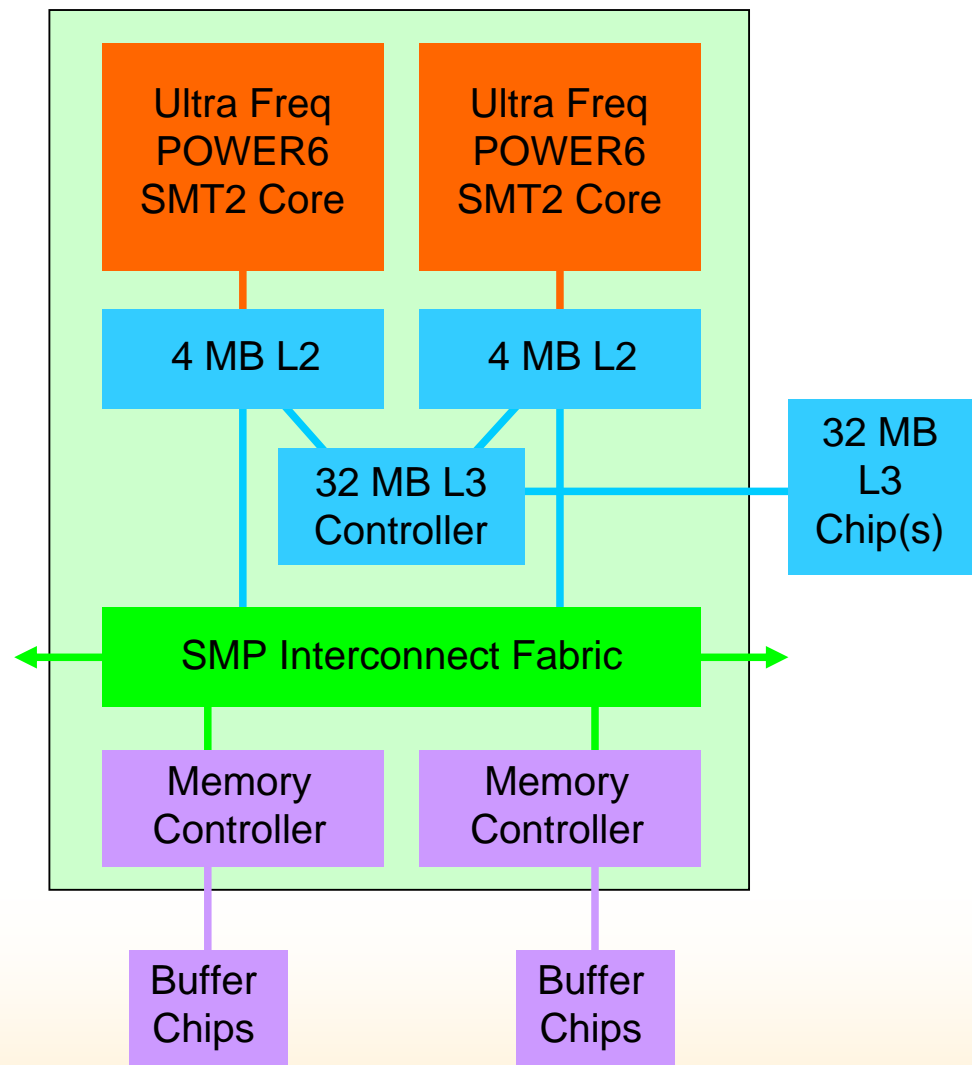 Ultra Freq
POWER6
SMT2 Core
Ultra Freq
POWER6
SMT2 Core
4 MB L2
4 MB L2
32 MB L3
Controller
32 MB
L3
Chip(s)
SMP Interconnect Fabric
Memory
Controller
Memory
Controller
Buffer
Chips
Buffer
Chips